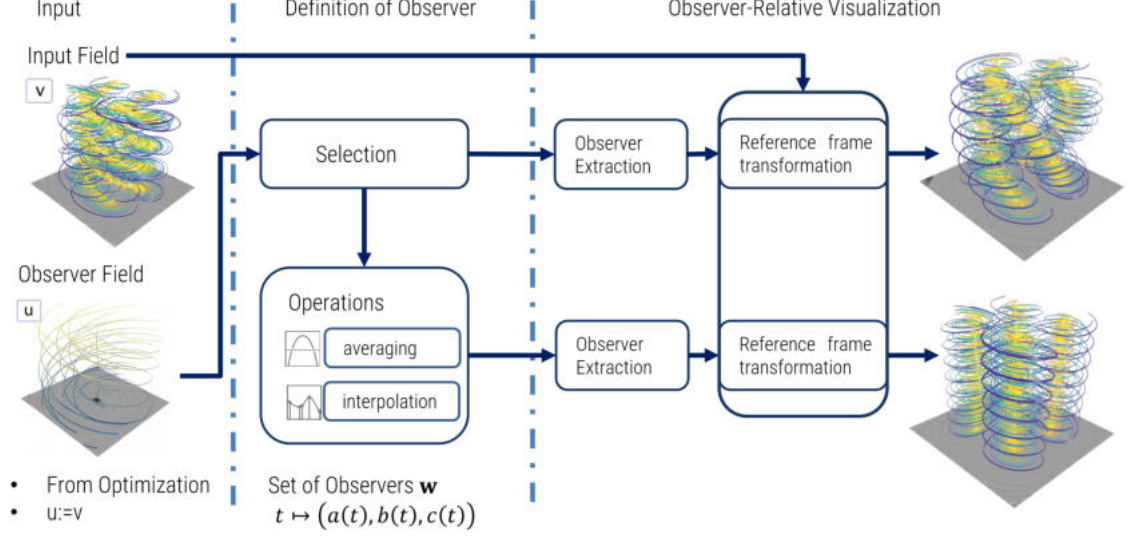 Input
Definition of Observer
Observer-Relative Visualization
Input Field
v
Selection
Observer
Extraction
Reference frame
transformation
Observer Field
u
Operations
averaging
interpolation
Observer
Extraction
Reference frame
transformation
• From Optimization
• u:=v
Set of Observers w
t ↦ (a(t), b(t), c(t))